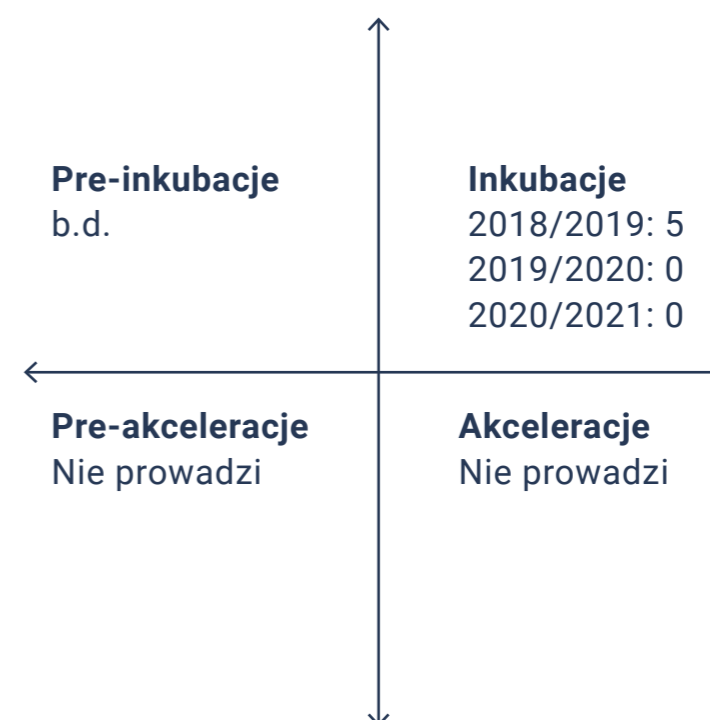 Pre-inkubacje
b.d.
Inkubacje
2018/2019: 5
2019/2020: 0
2020/2021: 0
Pre-akceleracje
Nie prowadzi
Akceleracje
Nie prowadzi